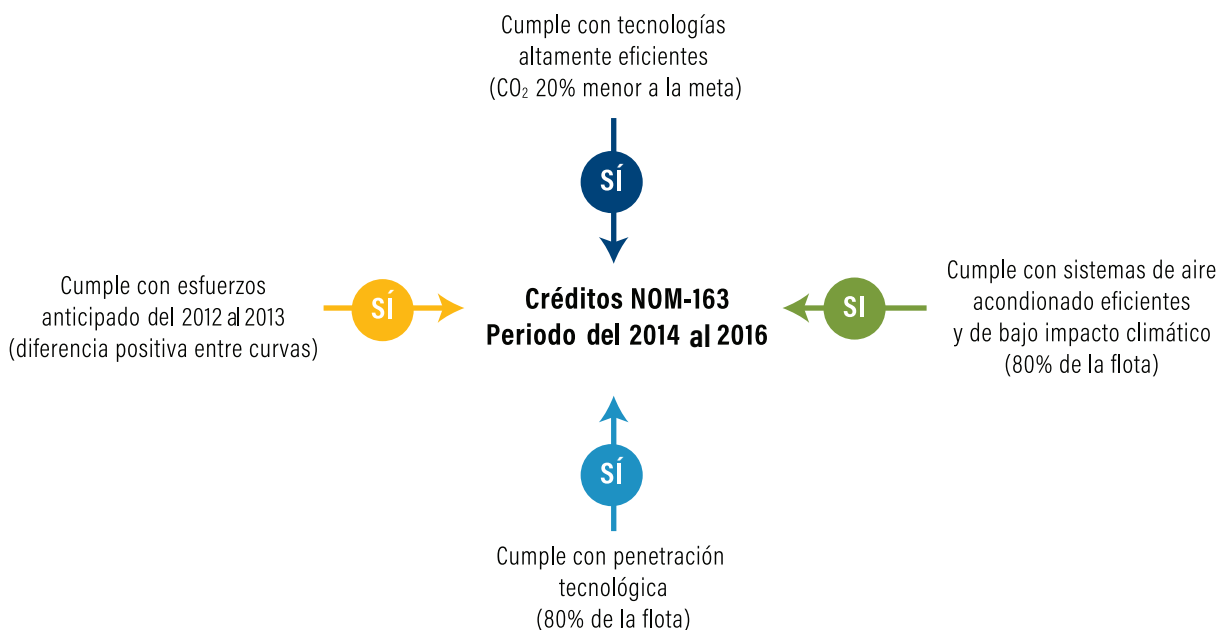 Cumple con tecnologías
altamente eficientes
(CO₂ 20% menor a la meta)
SÍ
Cumple con esfuerzos
anticipado del 2012 al 2013
(diferencia positiva entre curvas)
SÍ
Créditos NOM-163
Periodo del 2014 al 2016
SI
Cumple con sistemas de aire
acondionado eficientes
y de bajo impacto climático
(80% de la flota)
SÍ
Cumple con penetración
tecnológica
(80% de la flota)